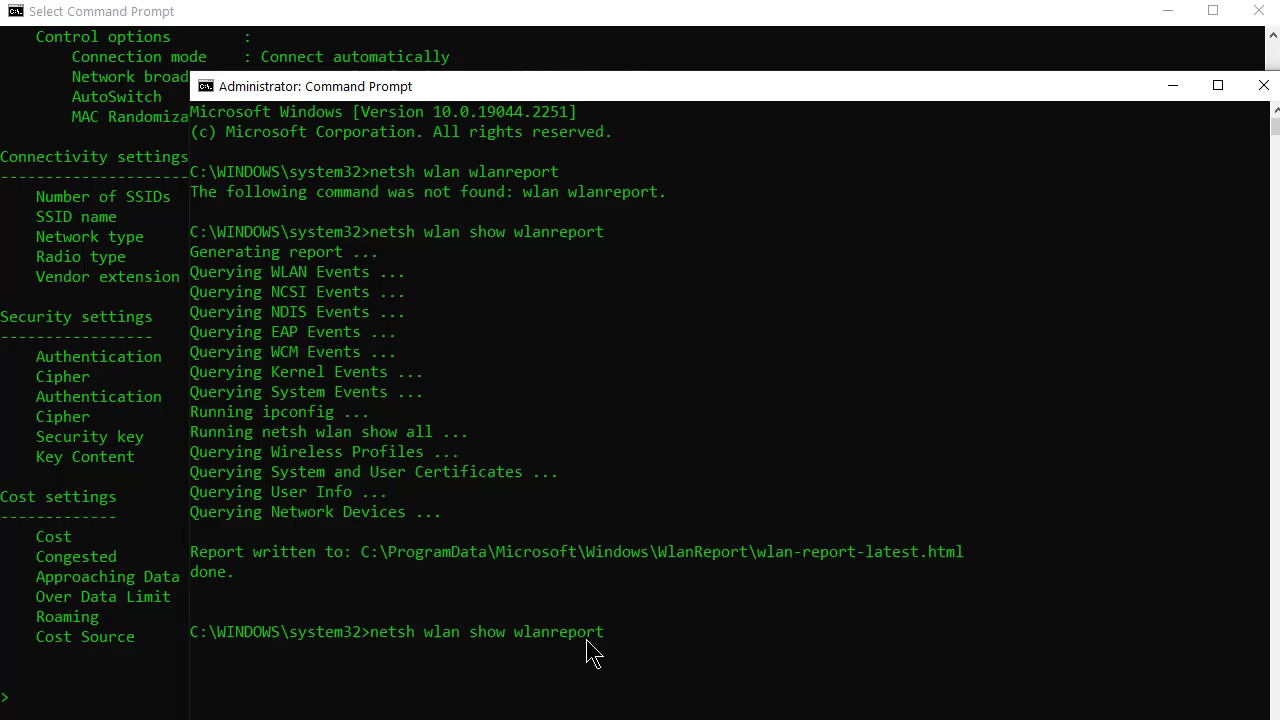 Select Command Prompt
Control options :
Connection mode : Connect automatically
Network broad
AutoSwitch
MAC Randomiza
Connectivity settings
---------------------
Number of SSIDs
SSID name
Network type
Radio type
Vendor extension
Security settings
-----------------
Authentication
Cipher
Authentication
Cipher
Security key
Key Content
Cost settings
-------------
Cost
Congested
Approaching Data
Over Data Limit
Roaming
Cost Source
>
Administrator: Command Prompt
Microsoft Windows [Version 10.0.19044.2251]
(c) Microsoft Corporation. All rights reserved.
C:\WINDOWS\system32>netsh wlan wlanreport
The following command was not found: wlan wlanreport.
C:\WINDOWS\system32>netsh wlan show wlanreport
Generating report ...
Querying WLAN Events ...
Querying NCSI Events ...
Querying NDIS Events ...
Querying EAP Events ...
Querying WCM Events ...
Querying Kernel Events ...
Querying System Events ...
Running ipconfig ...
Running netsh wlan show all ...
Querying Wireless Profiles ...
Querying System and User Certificates ...
Querying User Info ...
Querying Network Devices ...
Report written to: C:\ProgramData\Microsoft\Windows\WlanReport\wlan-report-latest.html
done.
C:\WINDOWS\system32>netsh wlan show wlanreport